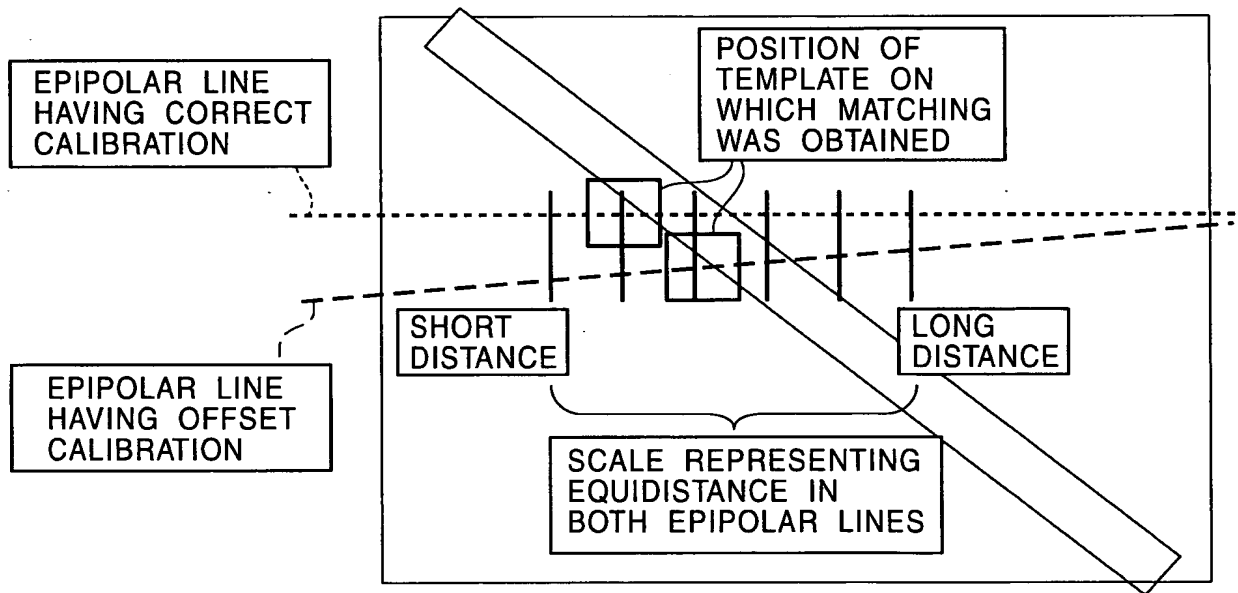 EPIPOLAR LINE
HAVING CORRECT
CALIBRATION
POSITION OF
TEMPLATE ON
WHICH MATCHING
WAS OBTAINED
SHORT
DISTANCE
LONG
DISTANCE
EPIPOLAR LINE
HAVING OFFSET
CALIBRATION
SCALE REPRESENTING
EQUIDISTANCE IN
BOTH EPIPOLAR LINES